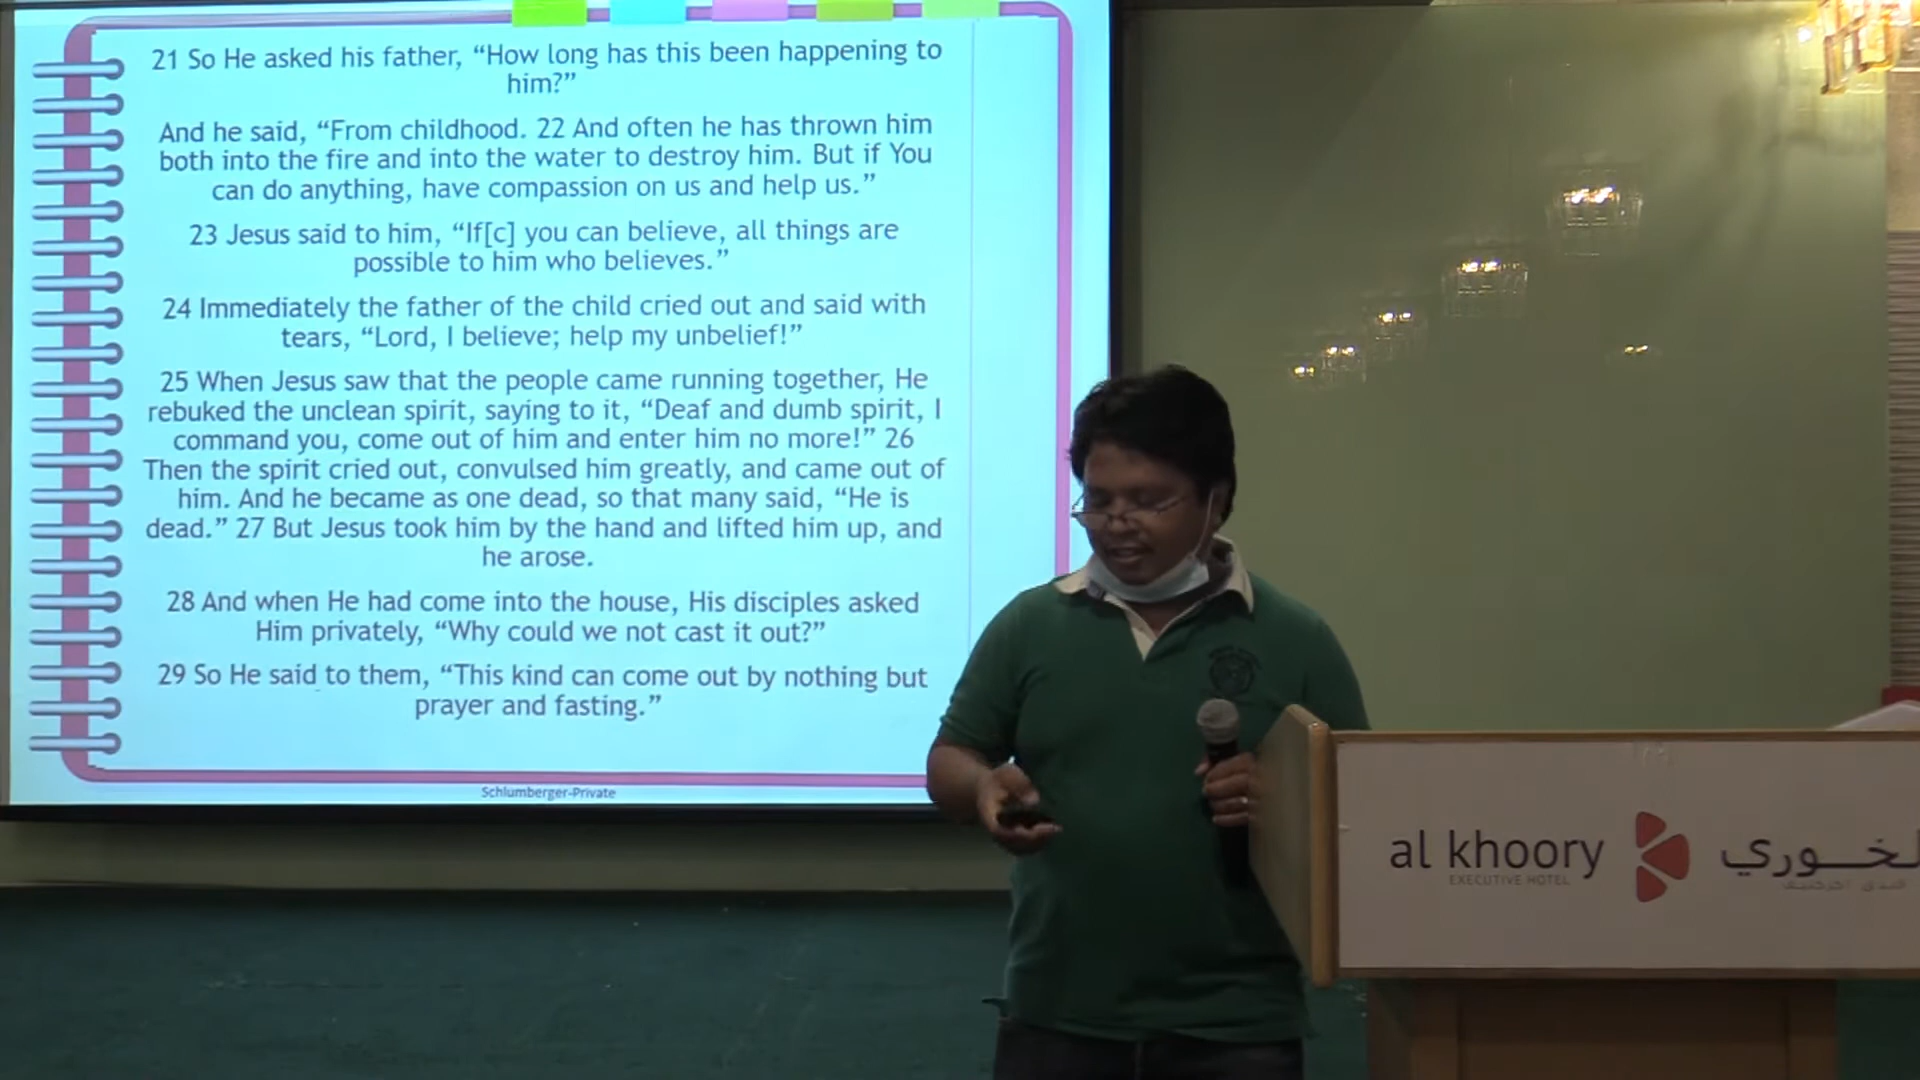 21 So He asked his father, “How long has this been happening to
him?”
And he said, “From childhood. 22 And often he has thrown him
both into the fire and into the water to destroy him. But if You
can do anything, have compassion on us and help us.”
23 Jesus said to him, “If[c] you can believe, all things are
possible to him who believes.”
24 Immediately the father of the child cried out and said with
tears, “Lord, I believe; help my unbelief!”
25 When Jesus saw that the people came running together, He
rebuked the unclean spirit, saying to it, “Deaf and dumb spirit, I
command you, come out of him and enter him no more!” 26
Then the spirit cried out, convulsed him greatly, and came out of
him. And he became as one dead, so that many said, “He is
dead.” 27 But Jesus took him by the hand and lifted him up, and
he arose.
28 And when He had come into the house, His disciples asked
Him privately, “Why could we not cast it out?”
29 So He said to them, “This kind can come out by nothing but
prayer and fasting.”
Schlumberger-Private
al khoory
EXECUTIVE HOTEL